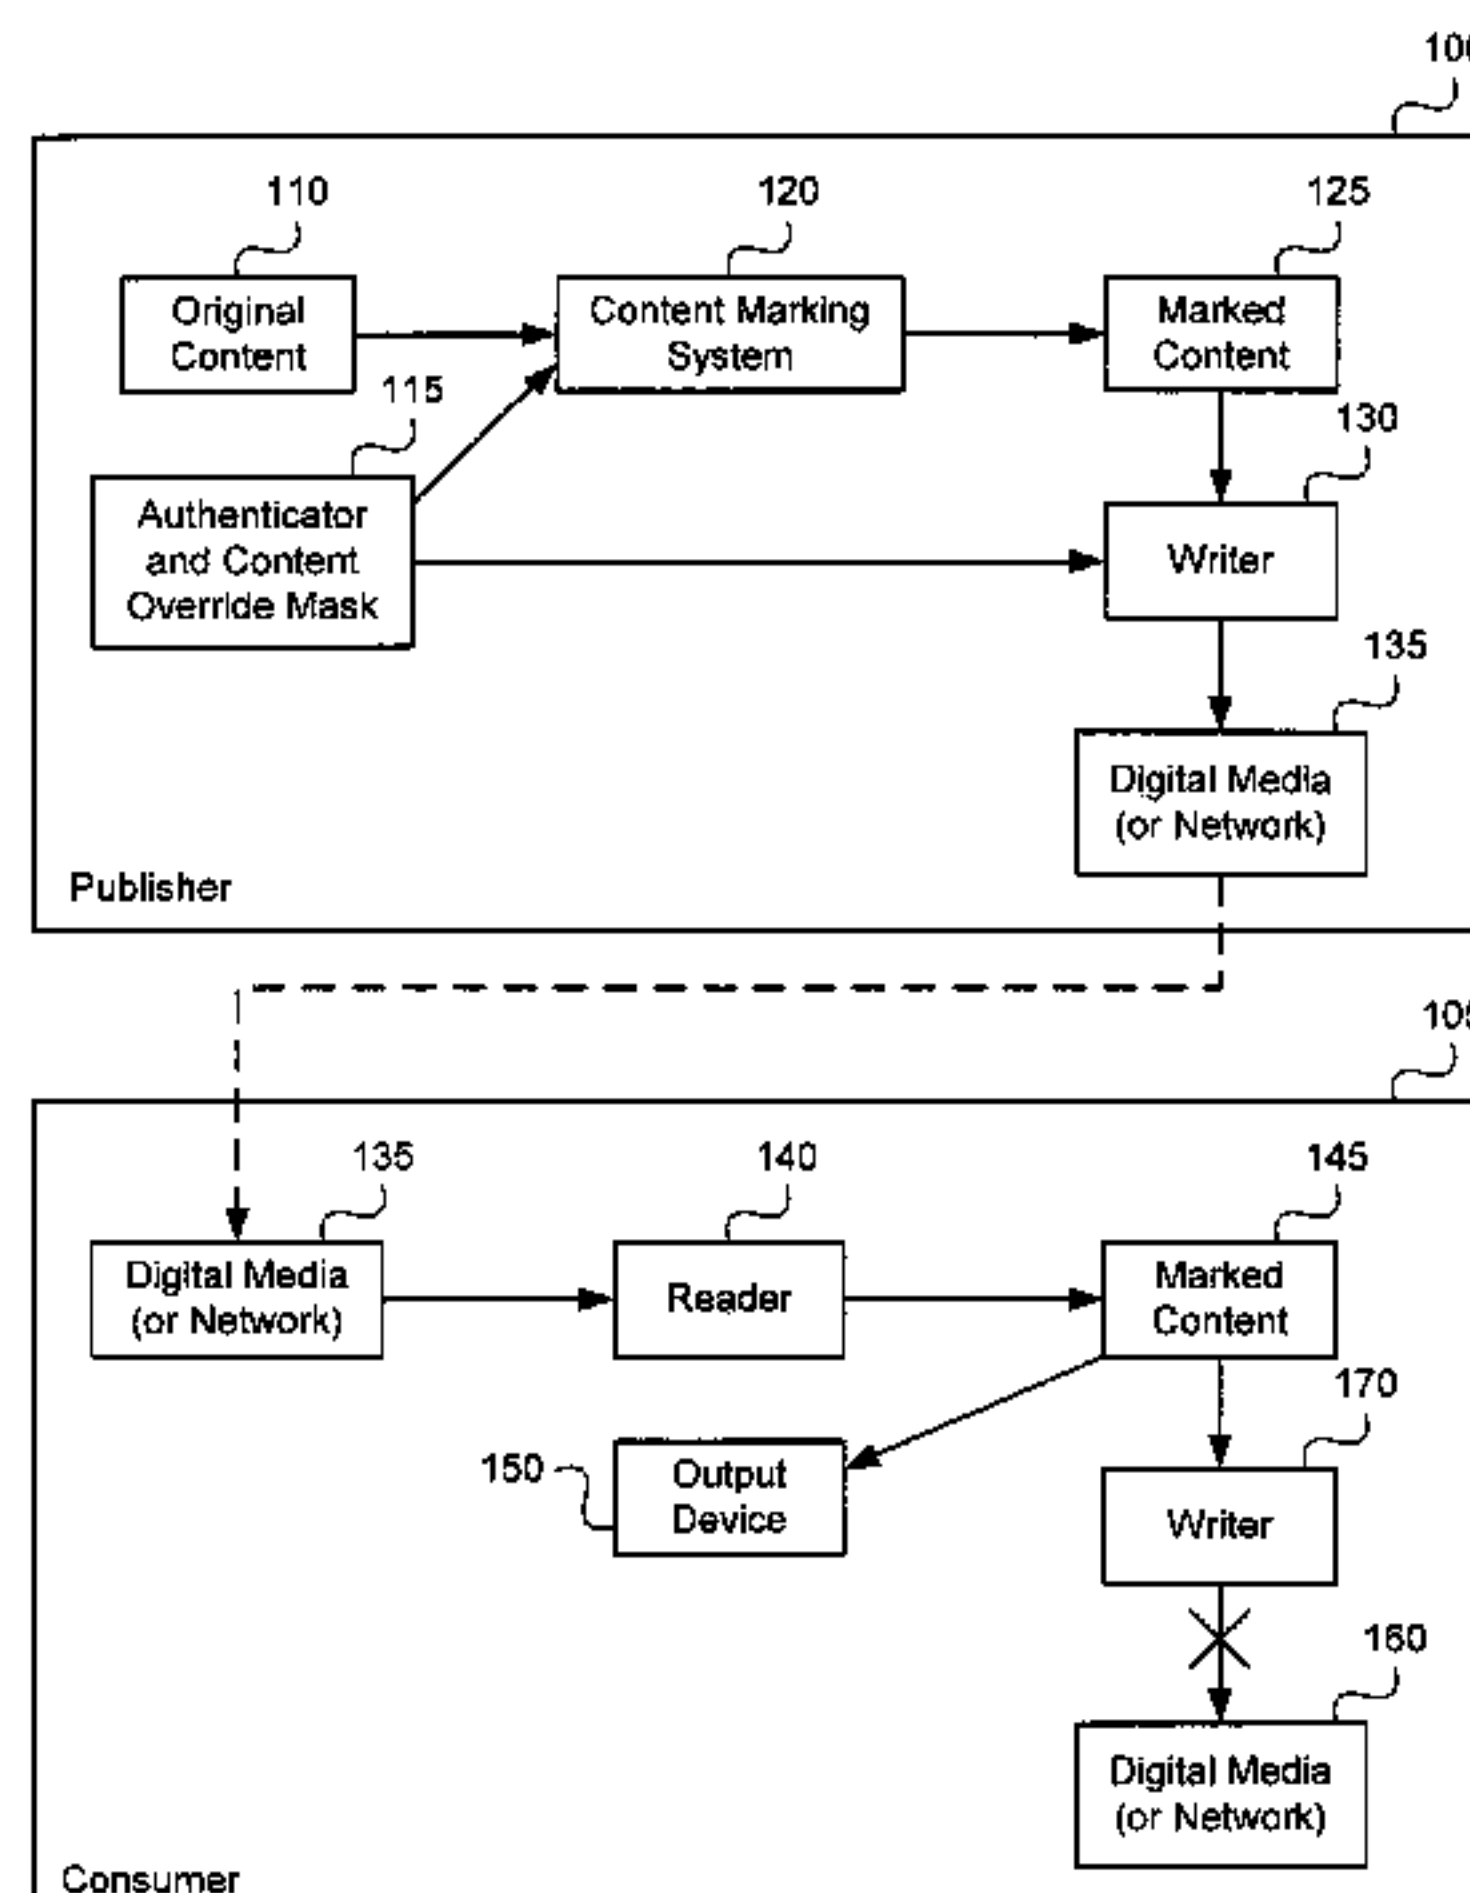 100
110
120
125
Original
Content
Content Marking
System
Marked
Content
115
130
Authenticator
and Content
Override Mask
Writer
135
Digital Media
(or Network)
Publisher
135
140
145
Digital Media
(or Network)
Reader
Marked
Content
170
150
Output
Device
Writer
160
Digital Media
(or Network)
Consumer